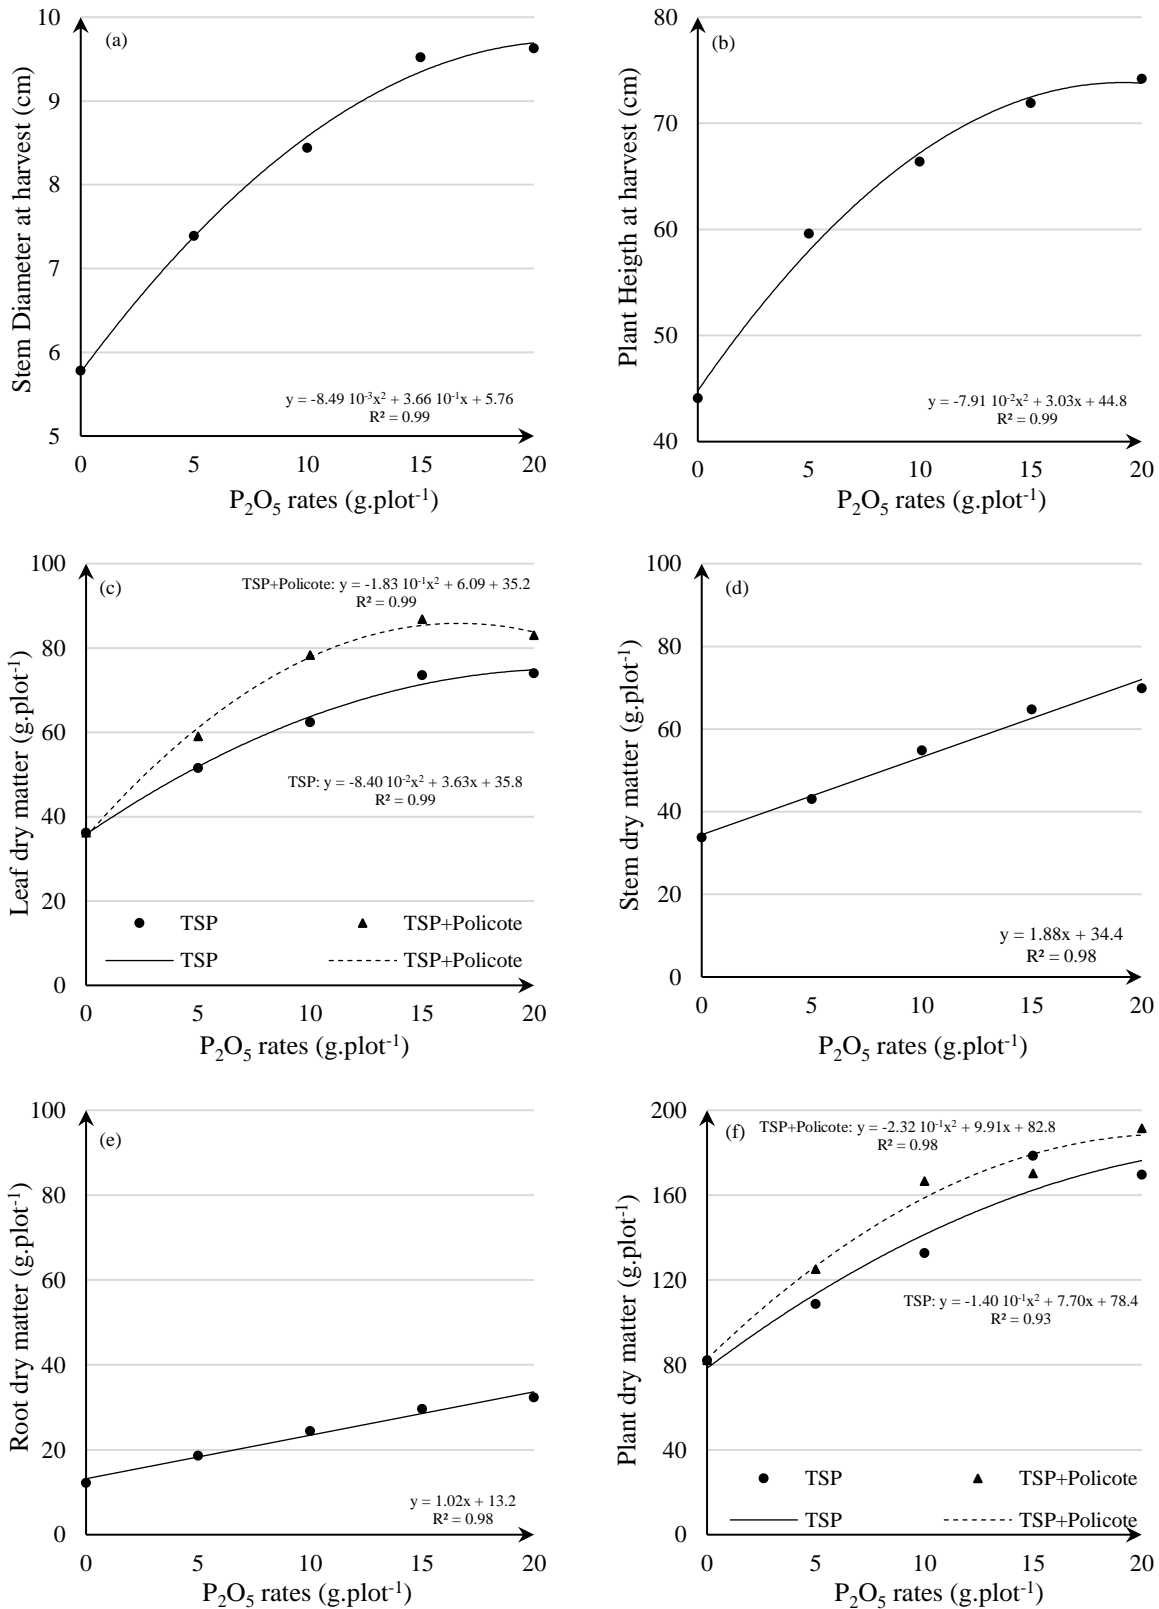 (a)
Stem Diameter at harvest (cm)
10
9
8
7
6
5
y = -8.49 10⁻³x² + 3.66 10⁻¹x + 5.76
R² = 0.99
0 5 10 15 20
P₂O₅ rates (g.plot⁻¹)
(b)
Plant Heigth at harvest (cm)
80
70
60
50
40
y = -7.91 10⁻²x² + 3.03x + 44.8
R² = 0.99
0 5 10 15 20
P₂O₅ rates (g.plot⁻¹)
(c)
Leaf dry matter (g.plot⁻¹)
100
80
60
40
20
0
TSP+Policote: y = -1.83 10⁻¹x² + 6.09 + 35.2
R² = 0.99
TSP: y = -8.40 10⁻²x² + 3.63x + 35.8
R² = 0.99
TSP TSP+Policote
TSP TSP+Policote
0 5 10 15 20
P₂O₅ rates (g.plot⁻¹)
(d)
Stem dry matter (g.plot⁻¹)
100
80
60
40
20
0
y = 1.88x + 34.4
R² = 0.98
0 5 10 15 20
P₂O₅ rates (g.plot⁻¹)
(e)
Root dry matter (g.plot⁻¹)
100
80
60
40
20
0
y = 1.02x + 13.2
R² = 0.98
0 5 10 15 20
P₂O₅ rates (g.plot⁻¹)
(f)
Plant dry matter (g.plot⁻¹)
200
160
120
80
40
0
TSP+Policote: y = -2.32 10⁻¹x² + 9.91x + 82.8
R² = 0.98
TSP: y = -1.40 10⁻¹x² + 7.70x + 78.4
R² = 0.93
TSP TSP+Policote
TSP TSP+Policote
0 5 10 15 20
P₂O₅ rates (g.plot⁻¹)